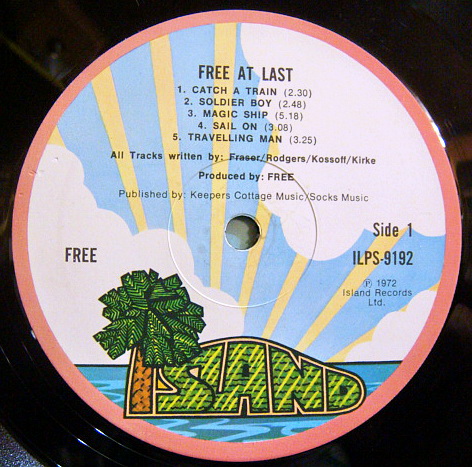 FREE AT LAST
1. CATCH A TRAIN (2.30)
2. SOLDIER BOY (2.48)
3. MAGIC SHIP (5.18)
4. SAIL ON (3.08)
5. TRAVELLING MAN (3.25)
All Tracks written by: Fraser/Rodgers/Kossoff/Kirke
Produced by: FREE
Published by: Keepers Cottage Music/Socks Music
FREE
Side 1
ILPS-9192
℗ 1972
Island Records
Ltd.
ISLAND